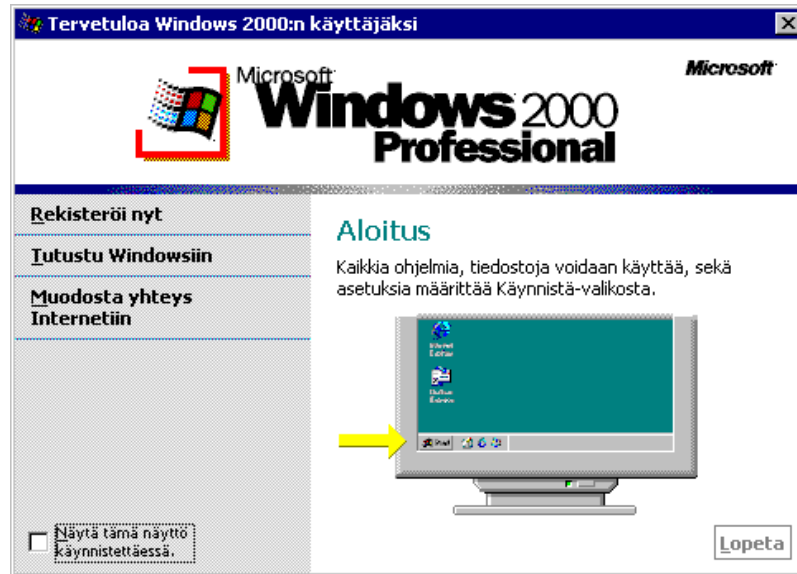 Tervetuloa Windows 2000:n käyttäjäksi
Microsoft
Microsoft
Windows 2000
Professional
Rekisteröi nyt
Tutustu Windowsiin
Muodosta yhteys
Internetiin
Aloitus
Kaikkia ohjelmia, tiedostoja voidaan käyttää, sekä
asetuksia määrittää Käynnistä-valikosta.
Start
Näytä tämä näyttö
käynnistettäessä.
Lopeta